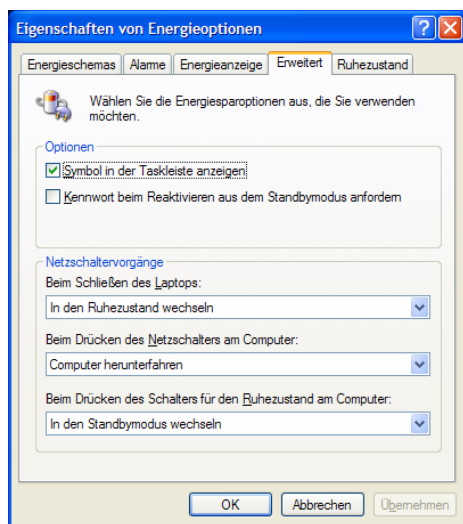 Eigenschaften von Energieoptionen
Energieschemas Alarme Energieanzeige Erweitert Ruhezustand
Wählen Sie die Energiesparoptionen aus, die Sie verwenden
möchten.
Optionen
Symbol in der Taskleiste anzeigen
Kennwort beim Reaktivieren aus dem Standbymodus anfordern
Netzschaltervorgänge
Beim Schließen des Laptops:
In den Ruhezustand wechseln
Beim Drücken des Netzschalters am Computer:
Computer herunterfahren
Beim Drücken des Schalters für den Ruhezustand am Computer:
In den Standbymodus wechseln
OK Abbrechen Übernehmen